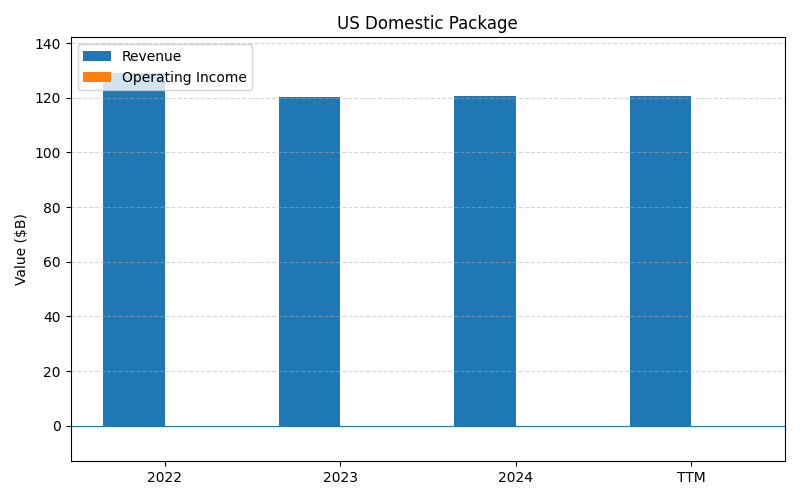 US Domestic Package
Revenue
Operating Income
Value ($B)
140
120
100
80
60
40
20
0
2022 2023 2024 TTM